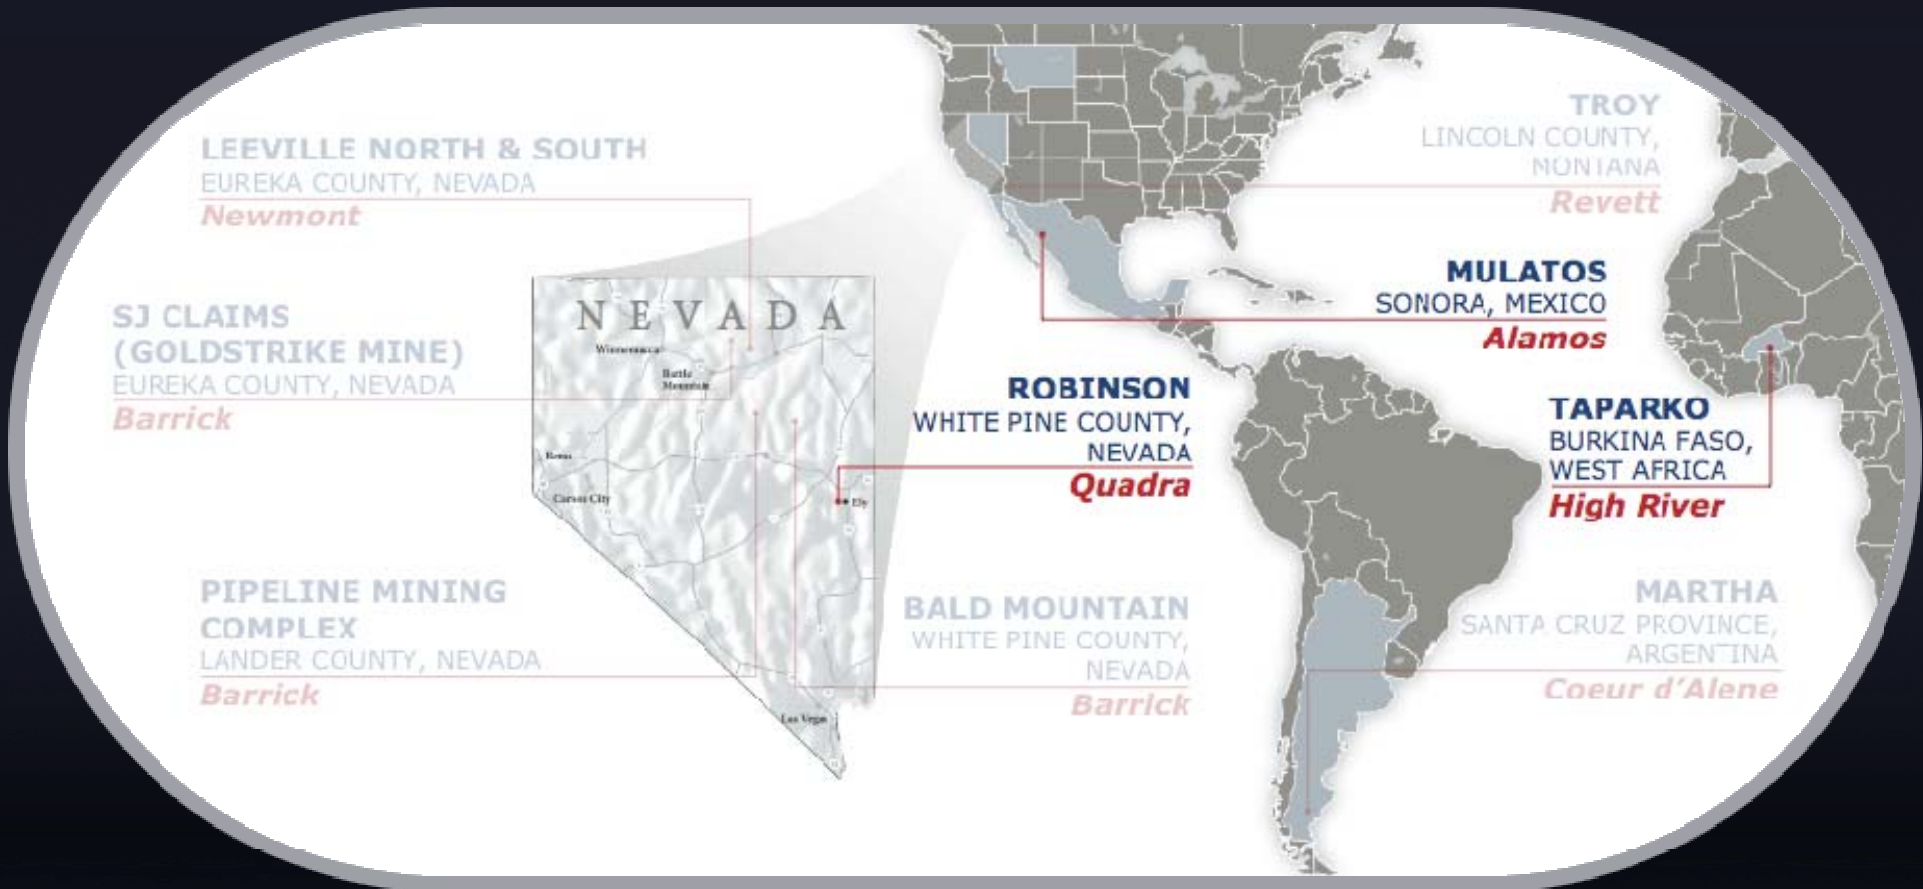 LEEVILLE NORTH & SOUTH
EUREKA COUNTY, NEVADA
Newmont
SJ CLAIMS
(GOLDSTRIKE MINE)
EUREKA COUNTY, NEVADA
Barrick
PIPELINE MINING
COMPLEX
LANDER COUNTY, NEVADA
Barrick
NEVADA
Winnemucca
Battle
Mountain
Reno
Carson City
Ely
Las Vegas
ROBINSON
WHITE PINE COUNTY,
NEVADA
Quadra
BALD MOUNTAIN
WHITE PINE COUNTY,
NEVADA
Barrick
TROY
LINCOLN COUNTY,
MONTANA
Revett
MULATOS
SONORA, MEXICO
Alamos
TAPARKO
BURKINA FASO,
WEST AFRICA
High River
MARTHA
SANTA CRUZ PROVINCE,
ARGENTINA
Coeur d’Alene